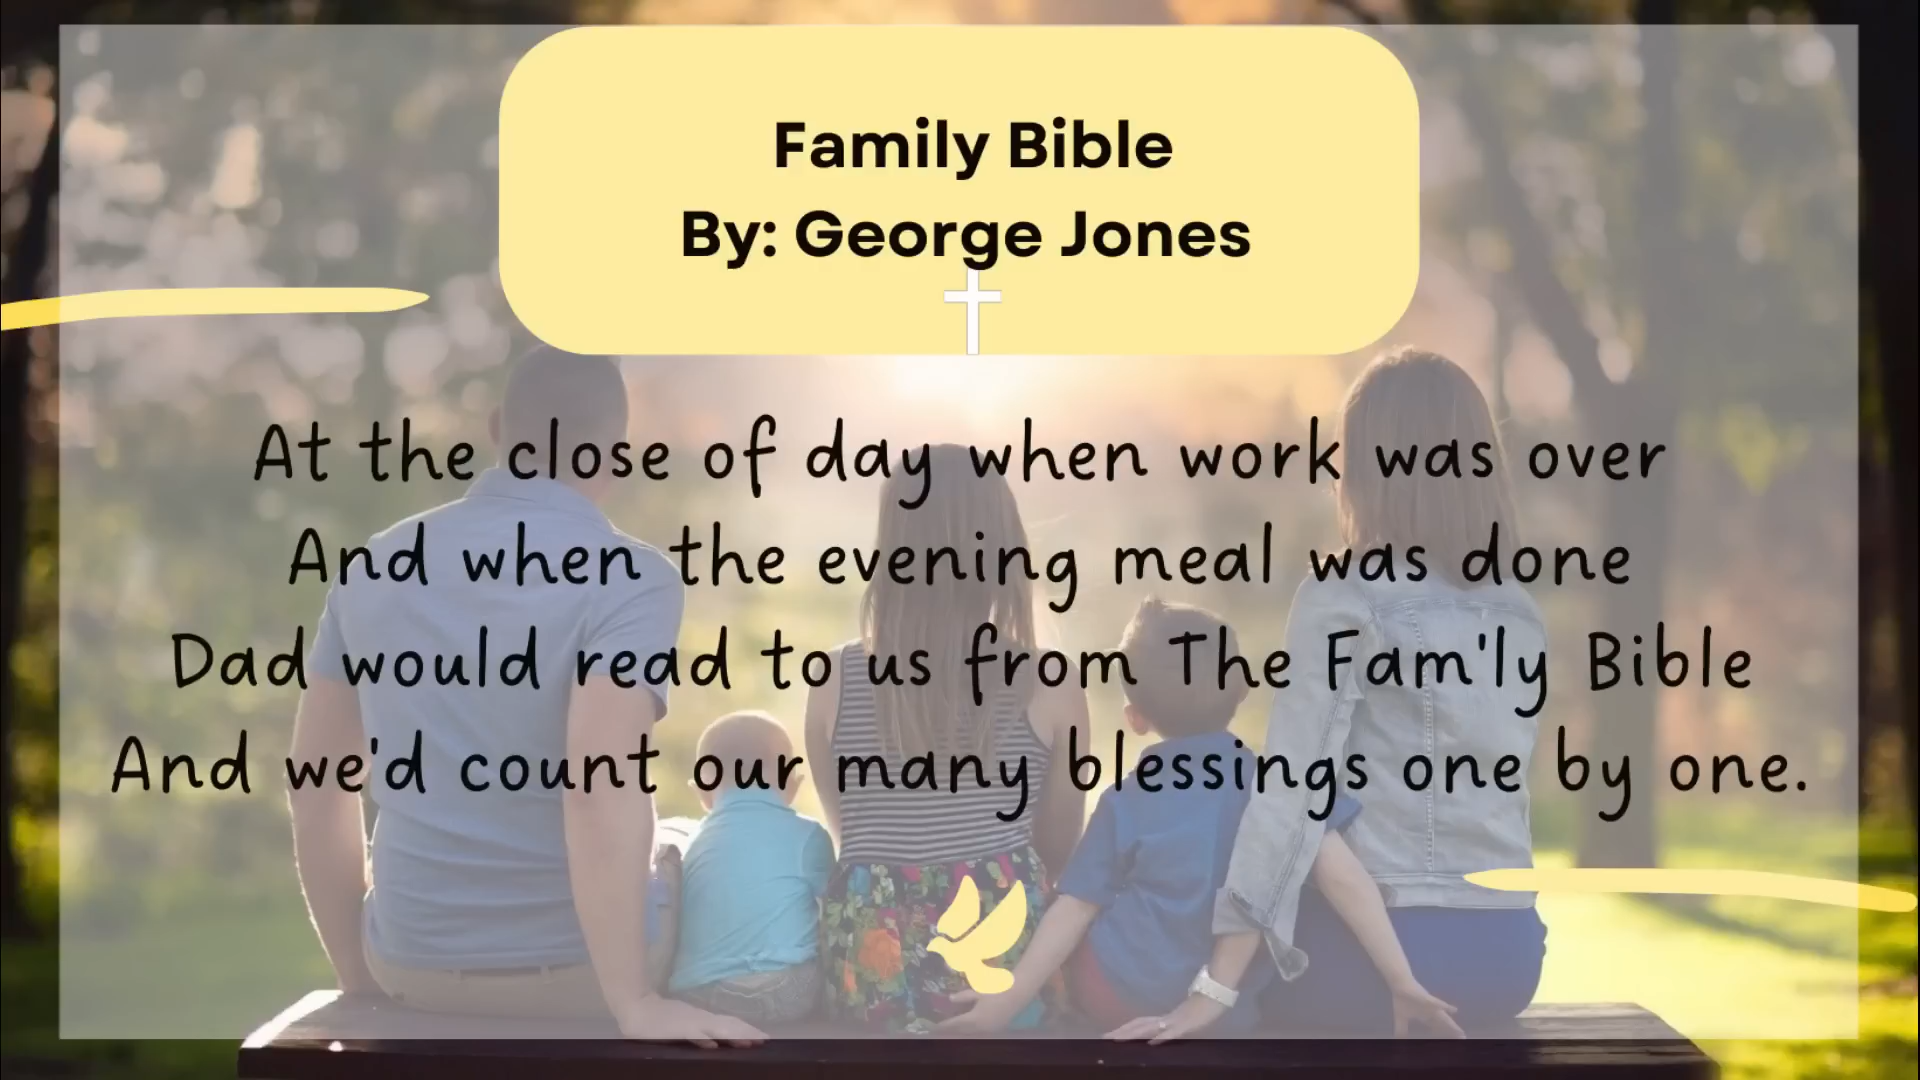 Family Bible
By: George Jones
At the close of day when work was over
And when the evening meal was done
Dad would read to us from The Fam'ly Bible
And we'd count our many blessings one by one.